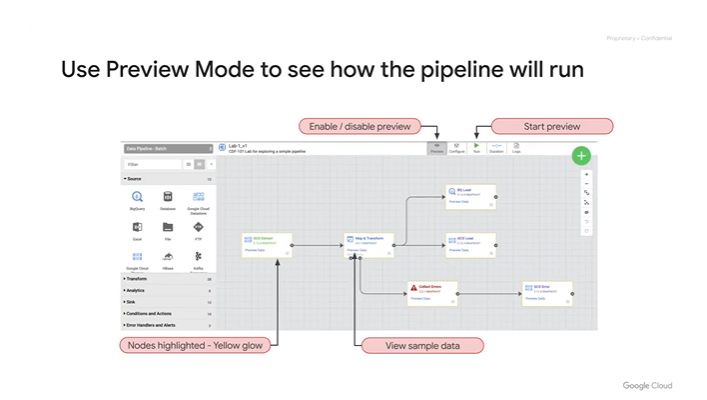 Proprietary + Confidential
Use Preview Mode to see how the pipeline will run
Enable / disable preview
Start preview
Data Pipeline - Batch
Lab 1_v1
CDF-101 Lab for exploring a simple pipeline
Preview
Configure
Run
Duration
Logs
Filter
Source
BigQuery
Database
Google Cloud
Datastore
Excel
File
FTP
Google Cloud
HBase
Kafka
Transform
Analytics
Sink
Conditions and Actions
Error Handlers and Alerts
BQ Load
Preview Data
GCS Extract
Preview Data
Map & Transform
Preview Data
GCS Load
Preview Data
Collect Errors
Preview Data
GCS Error
Preview Data
Nodes highlighted - Yellow glow
View sample data
Google Cloud